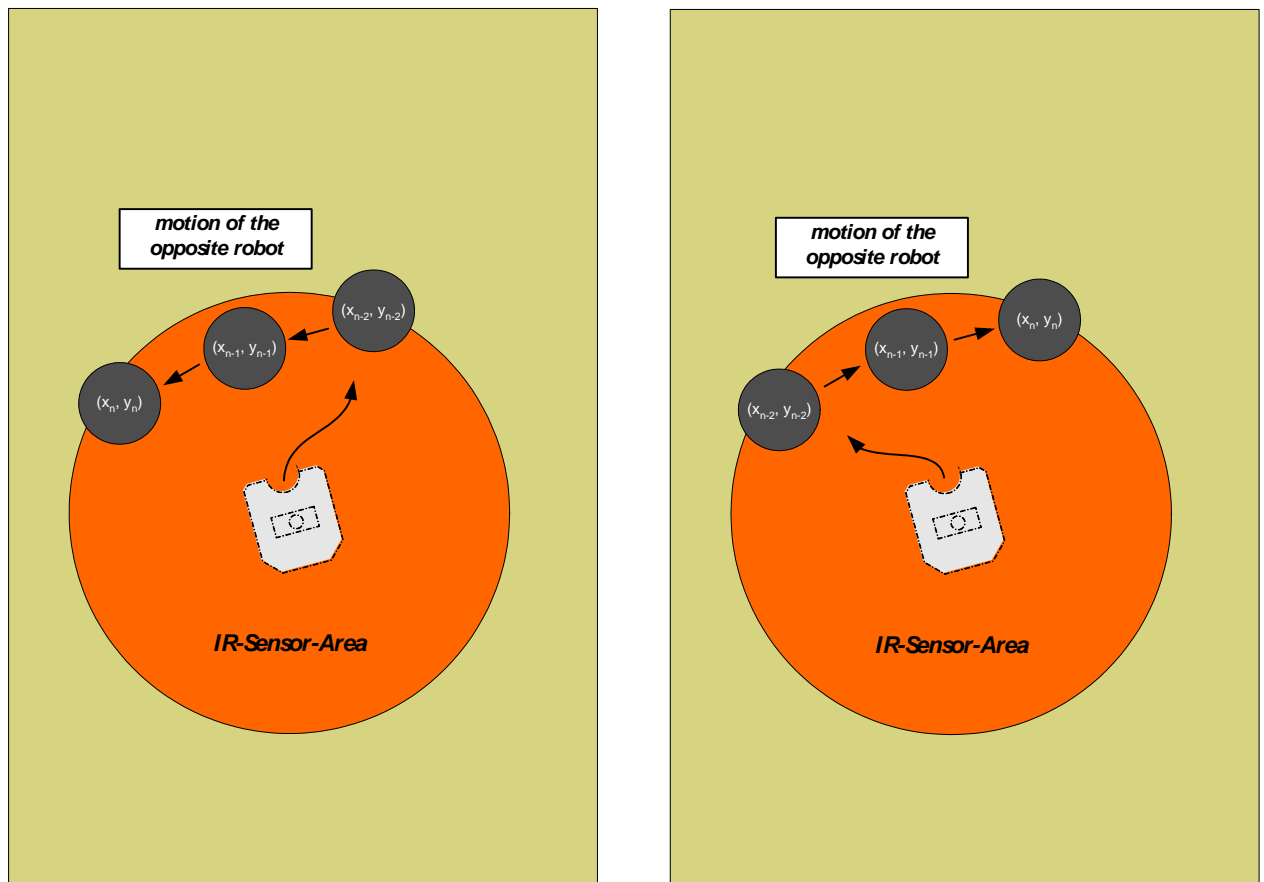 motion of the
opposite robot
(xn-2, yn-2)
(xn-1, yn-1)
(xn, yn)
IR-Sensor-Area
motion of the
opposite robot
(xn, yn)
(xn-1, yn-1)
(xn-2, yn-2)
IR-Sensor-Area